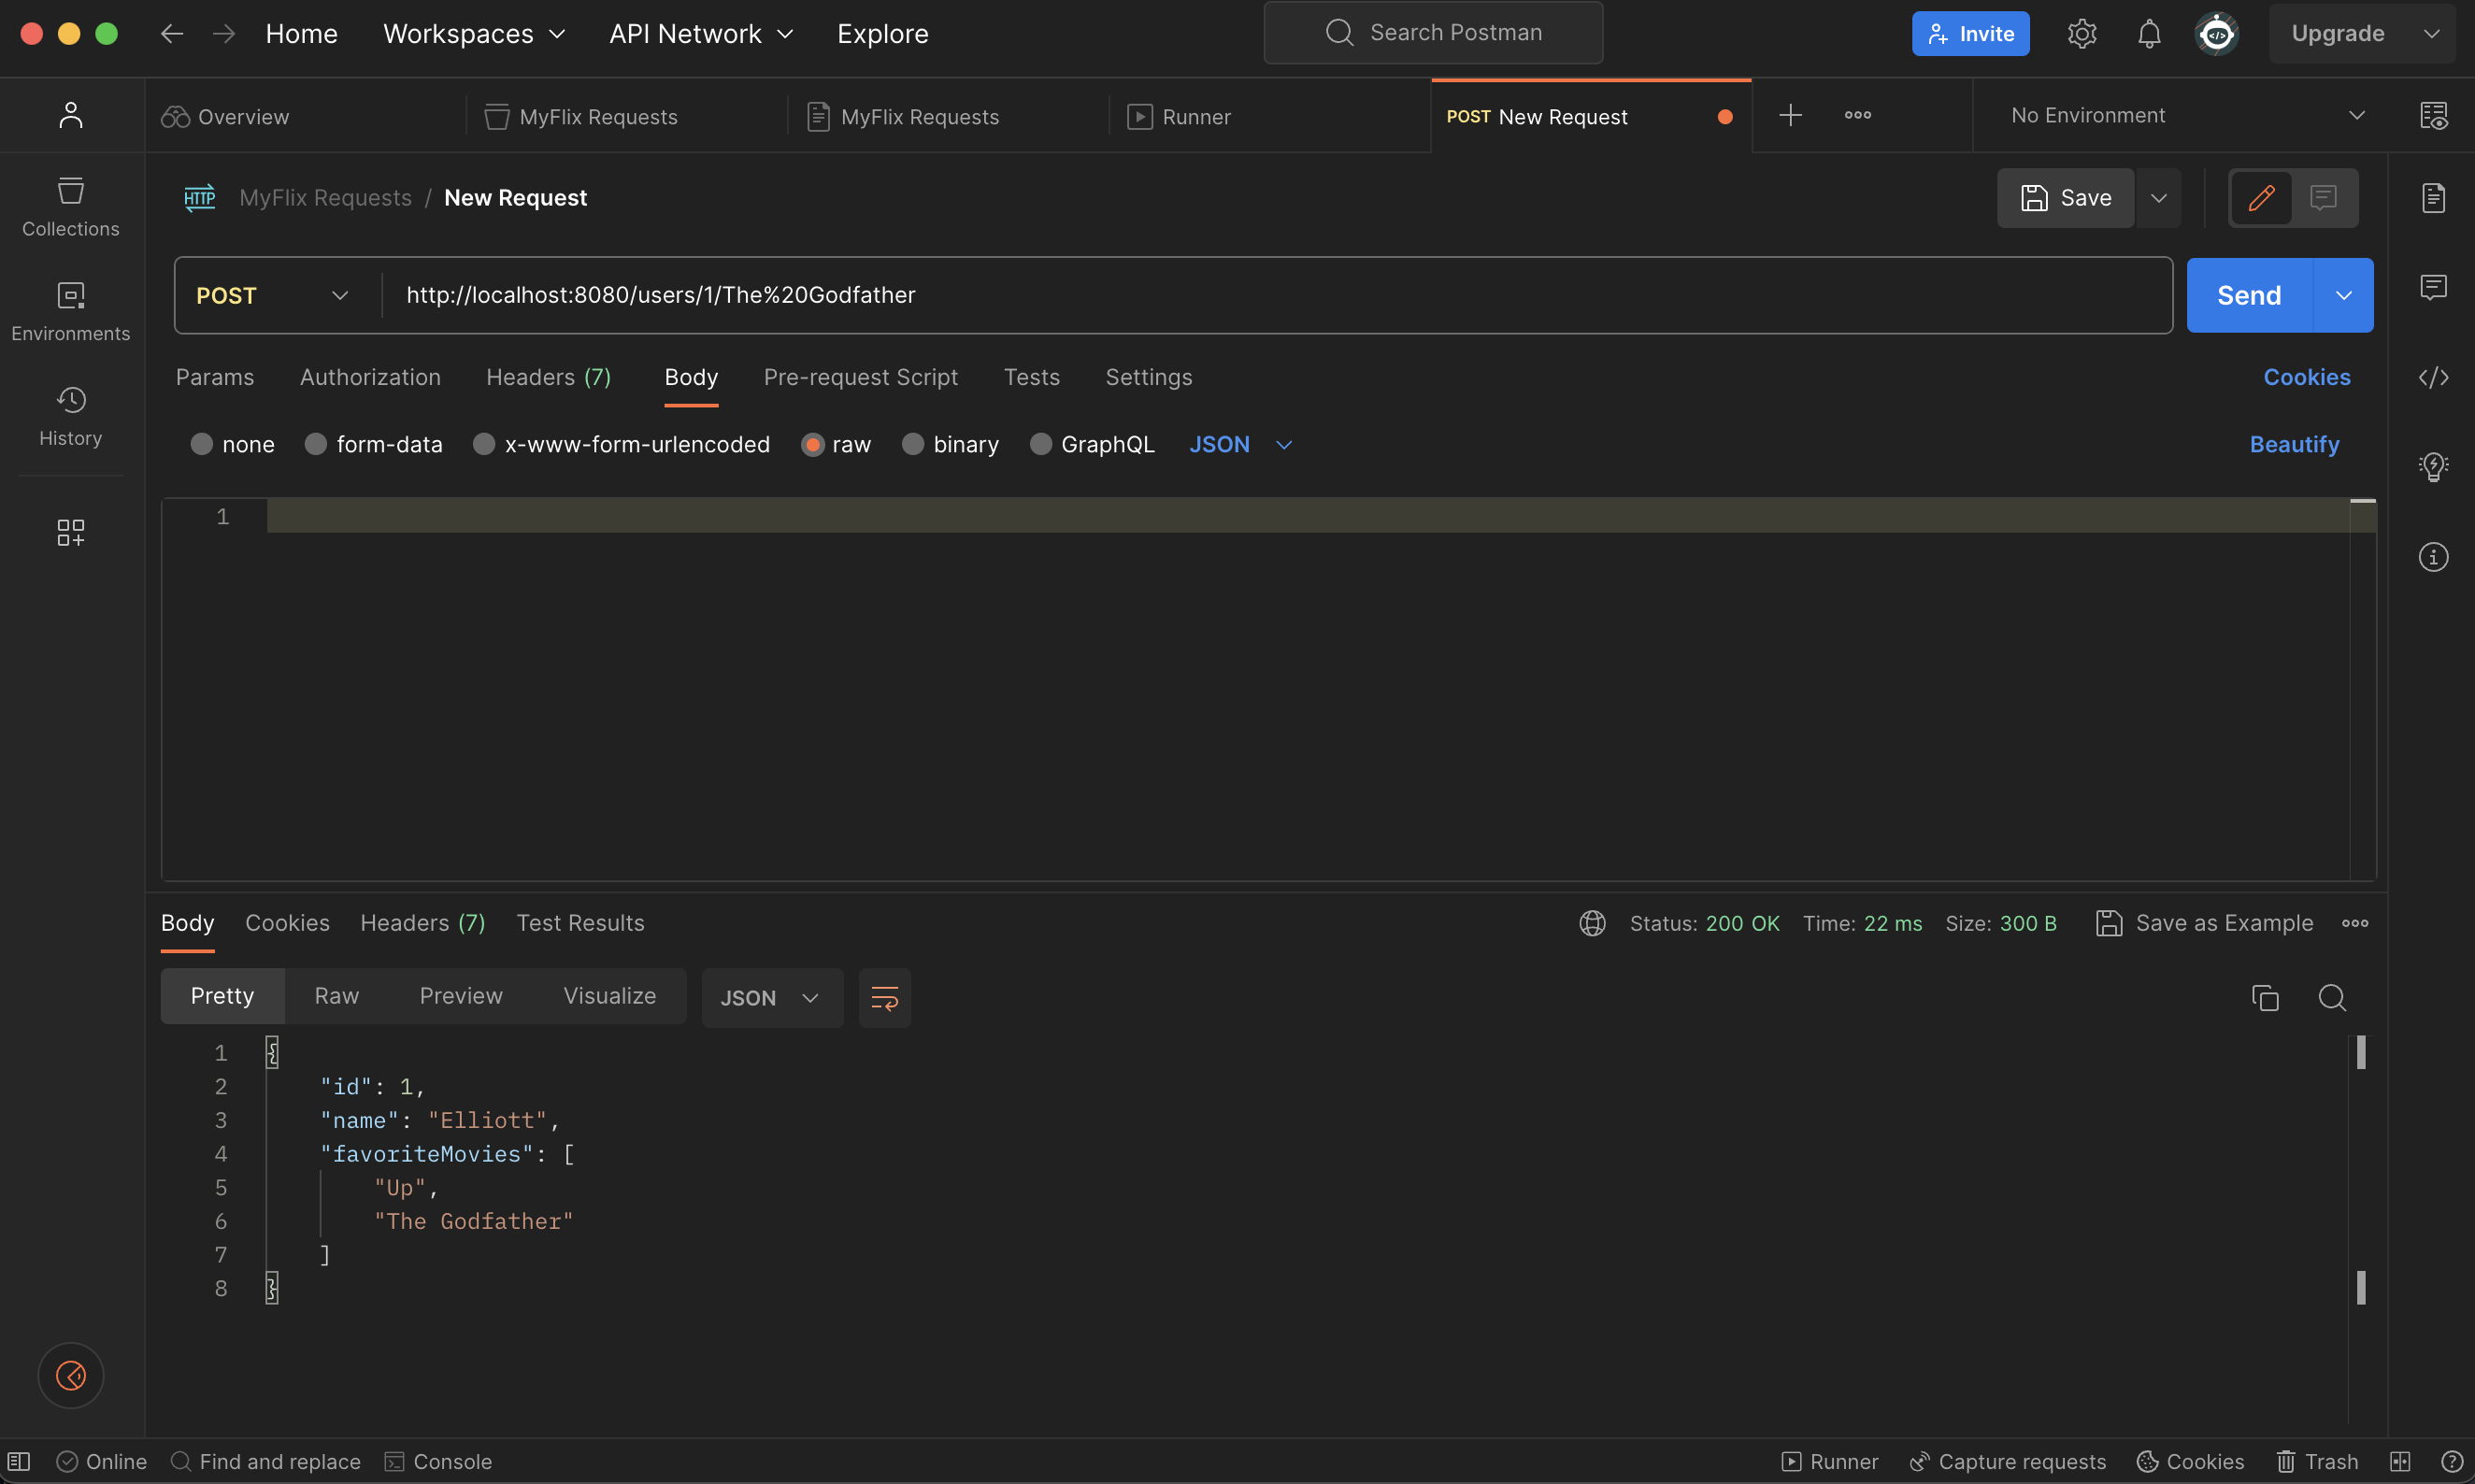 Home Workspaces API Network Explore Search Postman Invite Upgrade
Overview MyFlix Requests MyFlix Requests Runner POST New Request No Environment
HTTP MyFlix Requests / New Request Save
Collections
Environments
History
POST http://localhost:8080/users/1/The%20Godfather Send
Params Authorization Headers (7) Body Pre-request Script Tests Settings Cookies
none form-data x-www-form-urlencoded raw binary GraphQL JSON Beautify
1
Body Cookies Headers (7) Test Results Status: 200 OK Time: 22 ms Size: 300 B Save as Example
Pretty Raw Preview Visualize JSON
1 {
2 "id": 1,
3 "name": "Elliott",
4 "favoriteMovies": [
5 "Up",
6 "The Godfather"
7 ]
8 }
Online Find and replace Console Runner Capture requests Cookies Trash